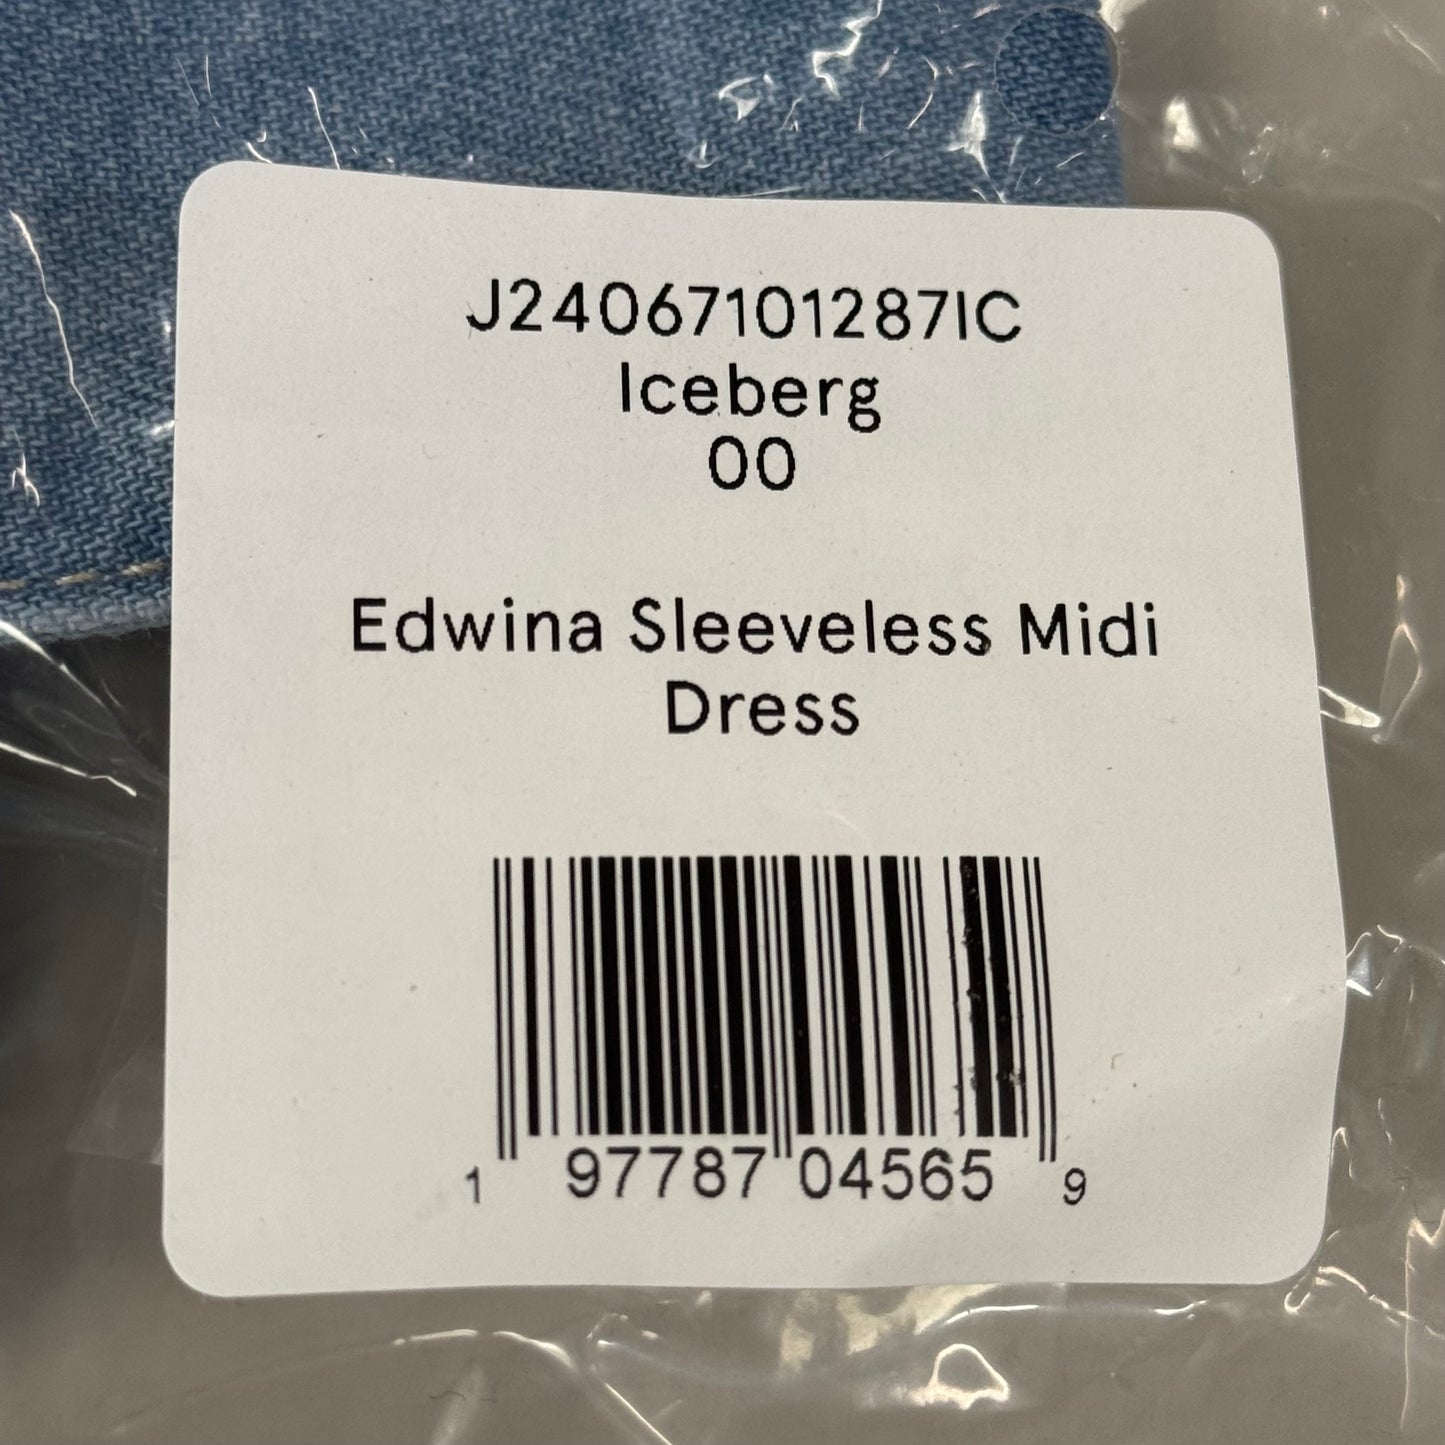 J24067101287IC
Iceberg
00
Edwina Sleeveless Midi
Dress
1 97787 04565 9